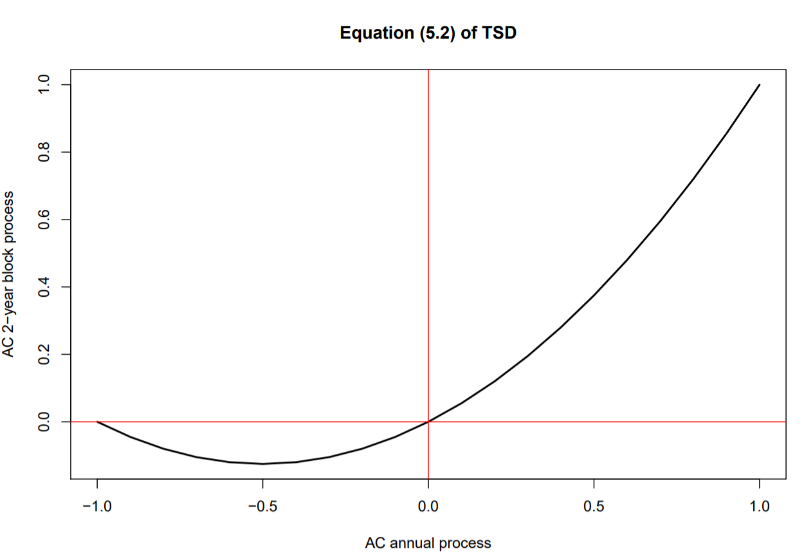 Equation (5.2) of TSD
AC 2−year block process
1.0
0.8
0.6
0.4
0.2
0.0
−1.0 −0.5 0.0 0.5 1.0
AC annual process